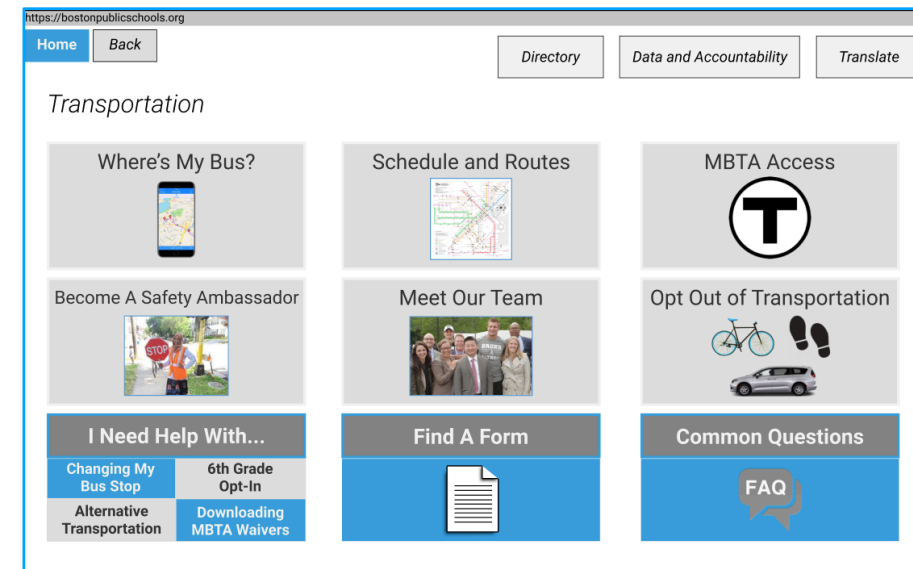 https://bostonpublicschools.org
Home
Back
Directory
Data and Accountability
Translate
Transportation
Where's My Bus?
Schedule and Routes
MBTA Access
T
Become A Safety Ambassador
Meet Our Team
Opt Out of Transportation
STOP
I Need Help With...
Find A Form
Common Questions
Changing My
Bus Stop
6th Grade
Opt-In
Alternative
Transportation
Downloading
MBTA Waivers
FAQ